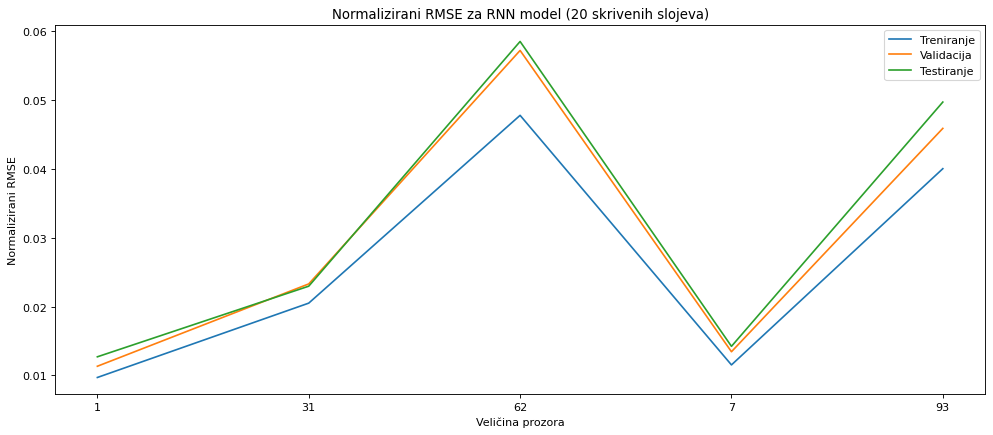 Normalizirani RMSE za RNN model (20 skrivenih slojeva)
Treniranje
Validacija
Testiranje
Normalizirani RMSE
0.06
0.05
0.04
0.03
0.02
0.01
1 31 62 7 93
Veličina prozora